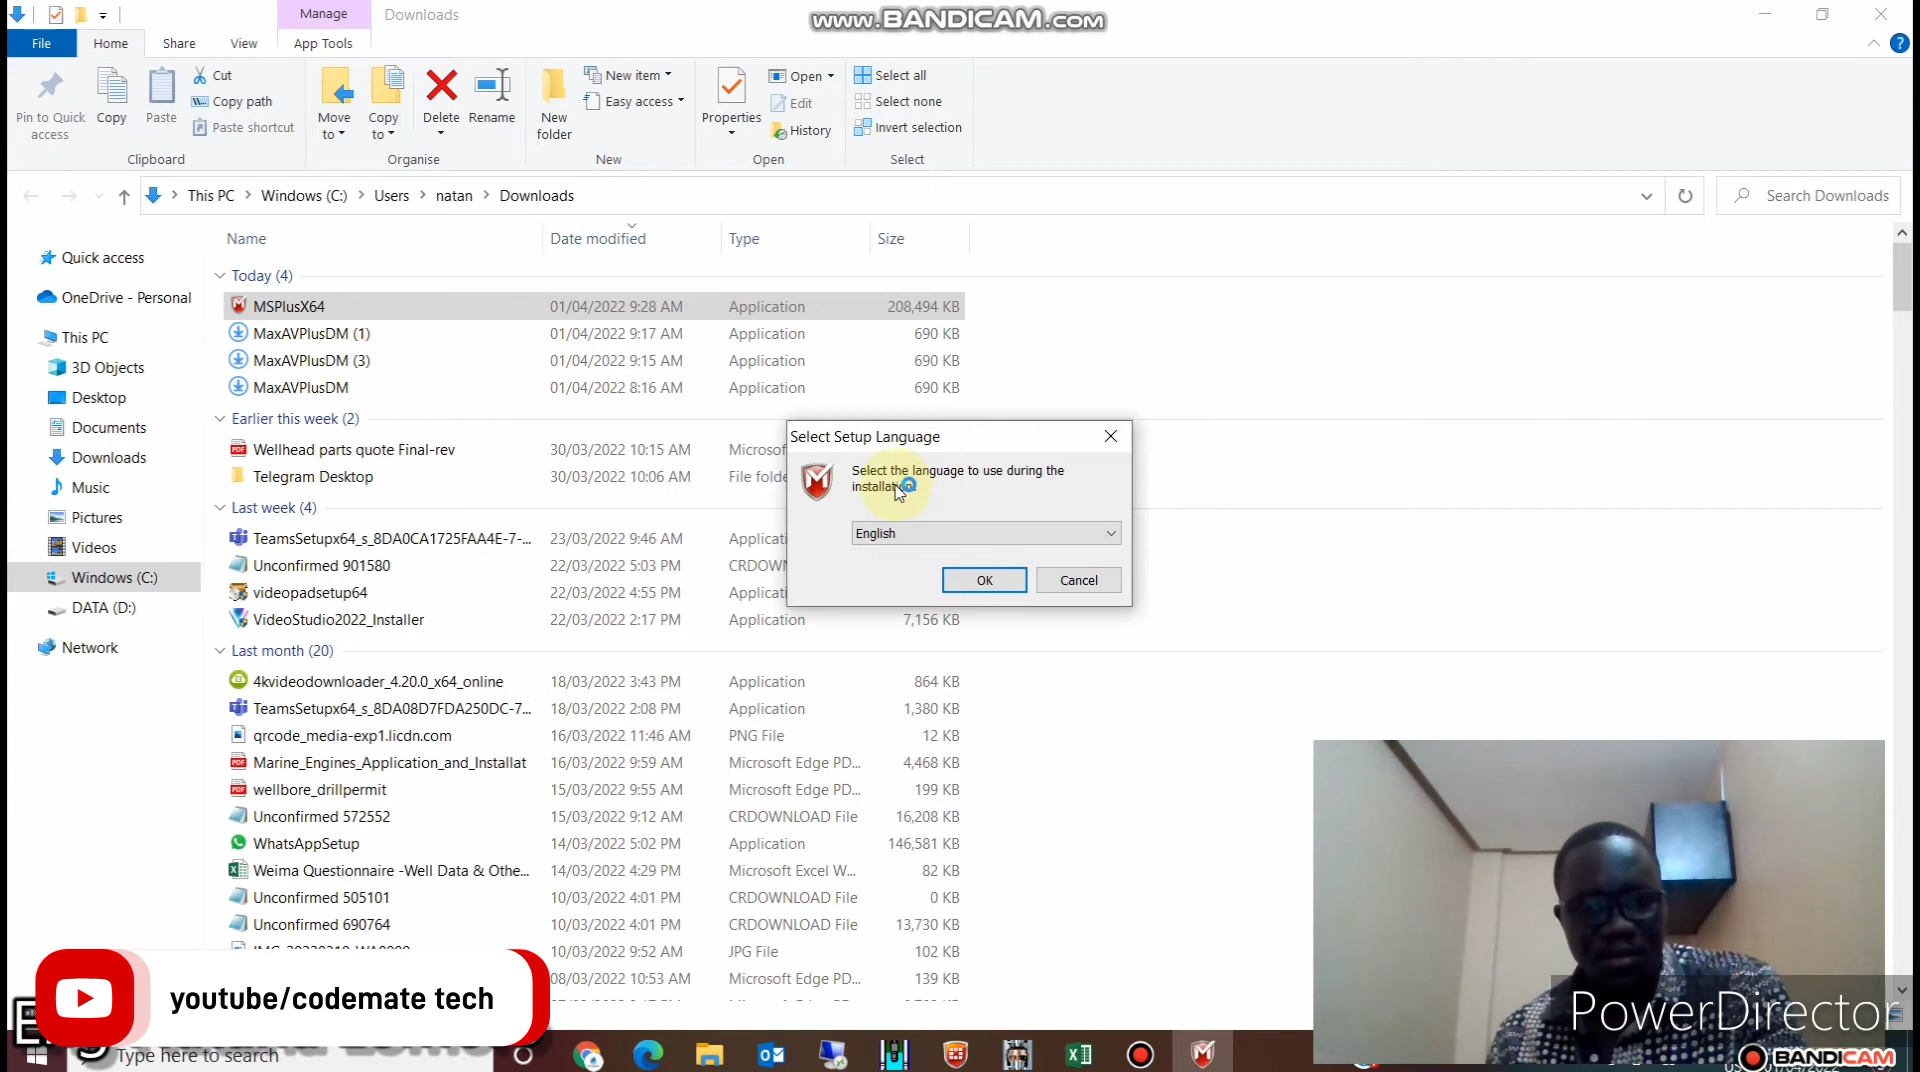 Manage
Downloads
www.BANDICAM.com
File
Home
Share
View
App Tools
Pin to Quick access
Copy
Paste
Cut
Copy path
Paste shortcut
Clipboard
Move to
Copy to
Delete
Rename
Organise
New folder
New item
Easy access
New
Properties
Open
Edit
History
Open
Select all
Select none
Invert selection
Select
This PC > Windows (C:) > Users > natan > Downloads
Search Downloads
Name
Date modified
Type
Size
Quick access
OneDrive - Personal
This PC
3D Objects
Desktop
Documents
Downloads
Music
Pictures
Videos
Windows (C:)
DATA (D:)
Network
Today (4)
MSPlusX64 01/04/2022 9:28 AM Application 208,494 KB
MaxAVPlusDM (1) 01/04/2022 9:17 AM Application 690 KB
MaxAVPlusDM (3) 01/04/2022 9:15 AM Application 690 KB
MaxAVPlusDM 01/04/2022 8:16 AM Application 690 KB
Earlier this week (2)
Wellhead parts quote Final-rev 30/03/2022 10:15 AM Microsof
Telegram Desktop 30/03/2022 10:06 AM File folde
Last week (4)
TeamsSetupx64_s_8DA0CA1725FAA4E-7-... 23/03/2022 9:46 AM Applicati
Unconfirmed 901580 22/03/2022 5:03 PM CRDOWN
videopadsetup64 22/03/2022 4:55 PM Applicati
VideoStudio2022_Installer 22/03/2022 2:17 PM Application 7,156 KB
Last month (20)
4kvideodownloader_4.20.0_x64_online 18/03/2022 3:43 PM Application 864 KB
TeamsSetupx64_s_8DA08D7FDA250DC-7... 18/03/2022 2:08 PM Application 1,380 KB
qrcode_media-exp1.licdn.com 16/03/2022 11:46 AM PNG File 12 KB
Marine_Engines_Application_and_Installat 16/03/2022 9:59 AM Microsoft Edge PD... 4,468 KB
wellbore_drillpermit 15/03/2022 9:55 AM Microsoft Edge PD... 199 KB
Unconfirmed 572552 15/03/2022 9:12 AM CRDOWNLOAD File 16,208 KB
WhatsAppSetup 14/03/2022 5:02 PM Application 146,581 KB
Weima Questionnaire -Well Data & Othe... 14/03/2022 4:29 PM Microsoft Excel W... 82 KB
Unconfirmed 505101 10/03/2022 4:01 PM CRDOWNLOAD File 0 KB
Unconfirmed 690764 10/03/2022 4:01 PM CRDOWNLOAD File 13,730 KB
10/03/2022 9:52 AM JPG File 102 KB
08/03/2022 10:53 AM Microsoft Edge PD... 139 KB
Select Setup Language
Select the language to use during the
installation:
English
OK
Cancel
youtube/codemate tech
Type here to search
PowerDirector
BANDICAM